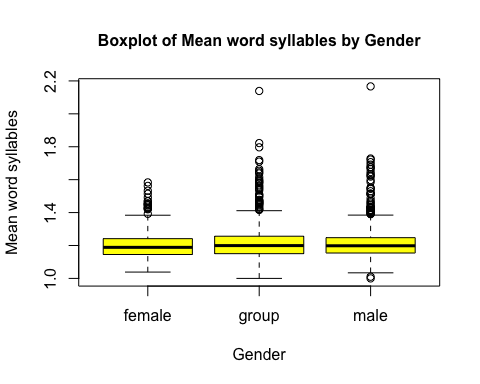 Boxplot of Mean word syllables by Gender
Mean word syllables
2.2
1.8
1.4
1.0
female group male
Gender